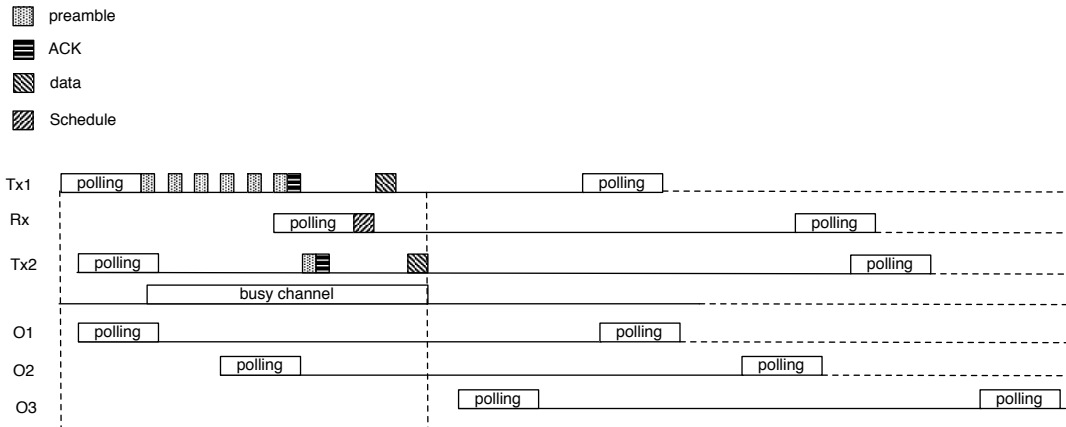 preamble
ACK
data
Schedule
Tx1 polling polling
Rx polling polling
Tx2 polling polling
busy channel
O1 polling polling
O2 polling polling
O3 polling polling